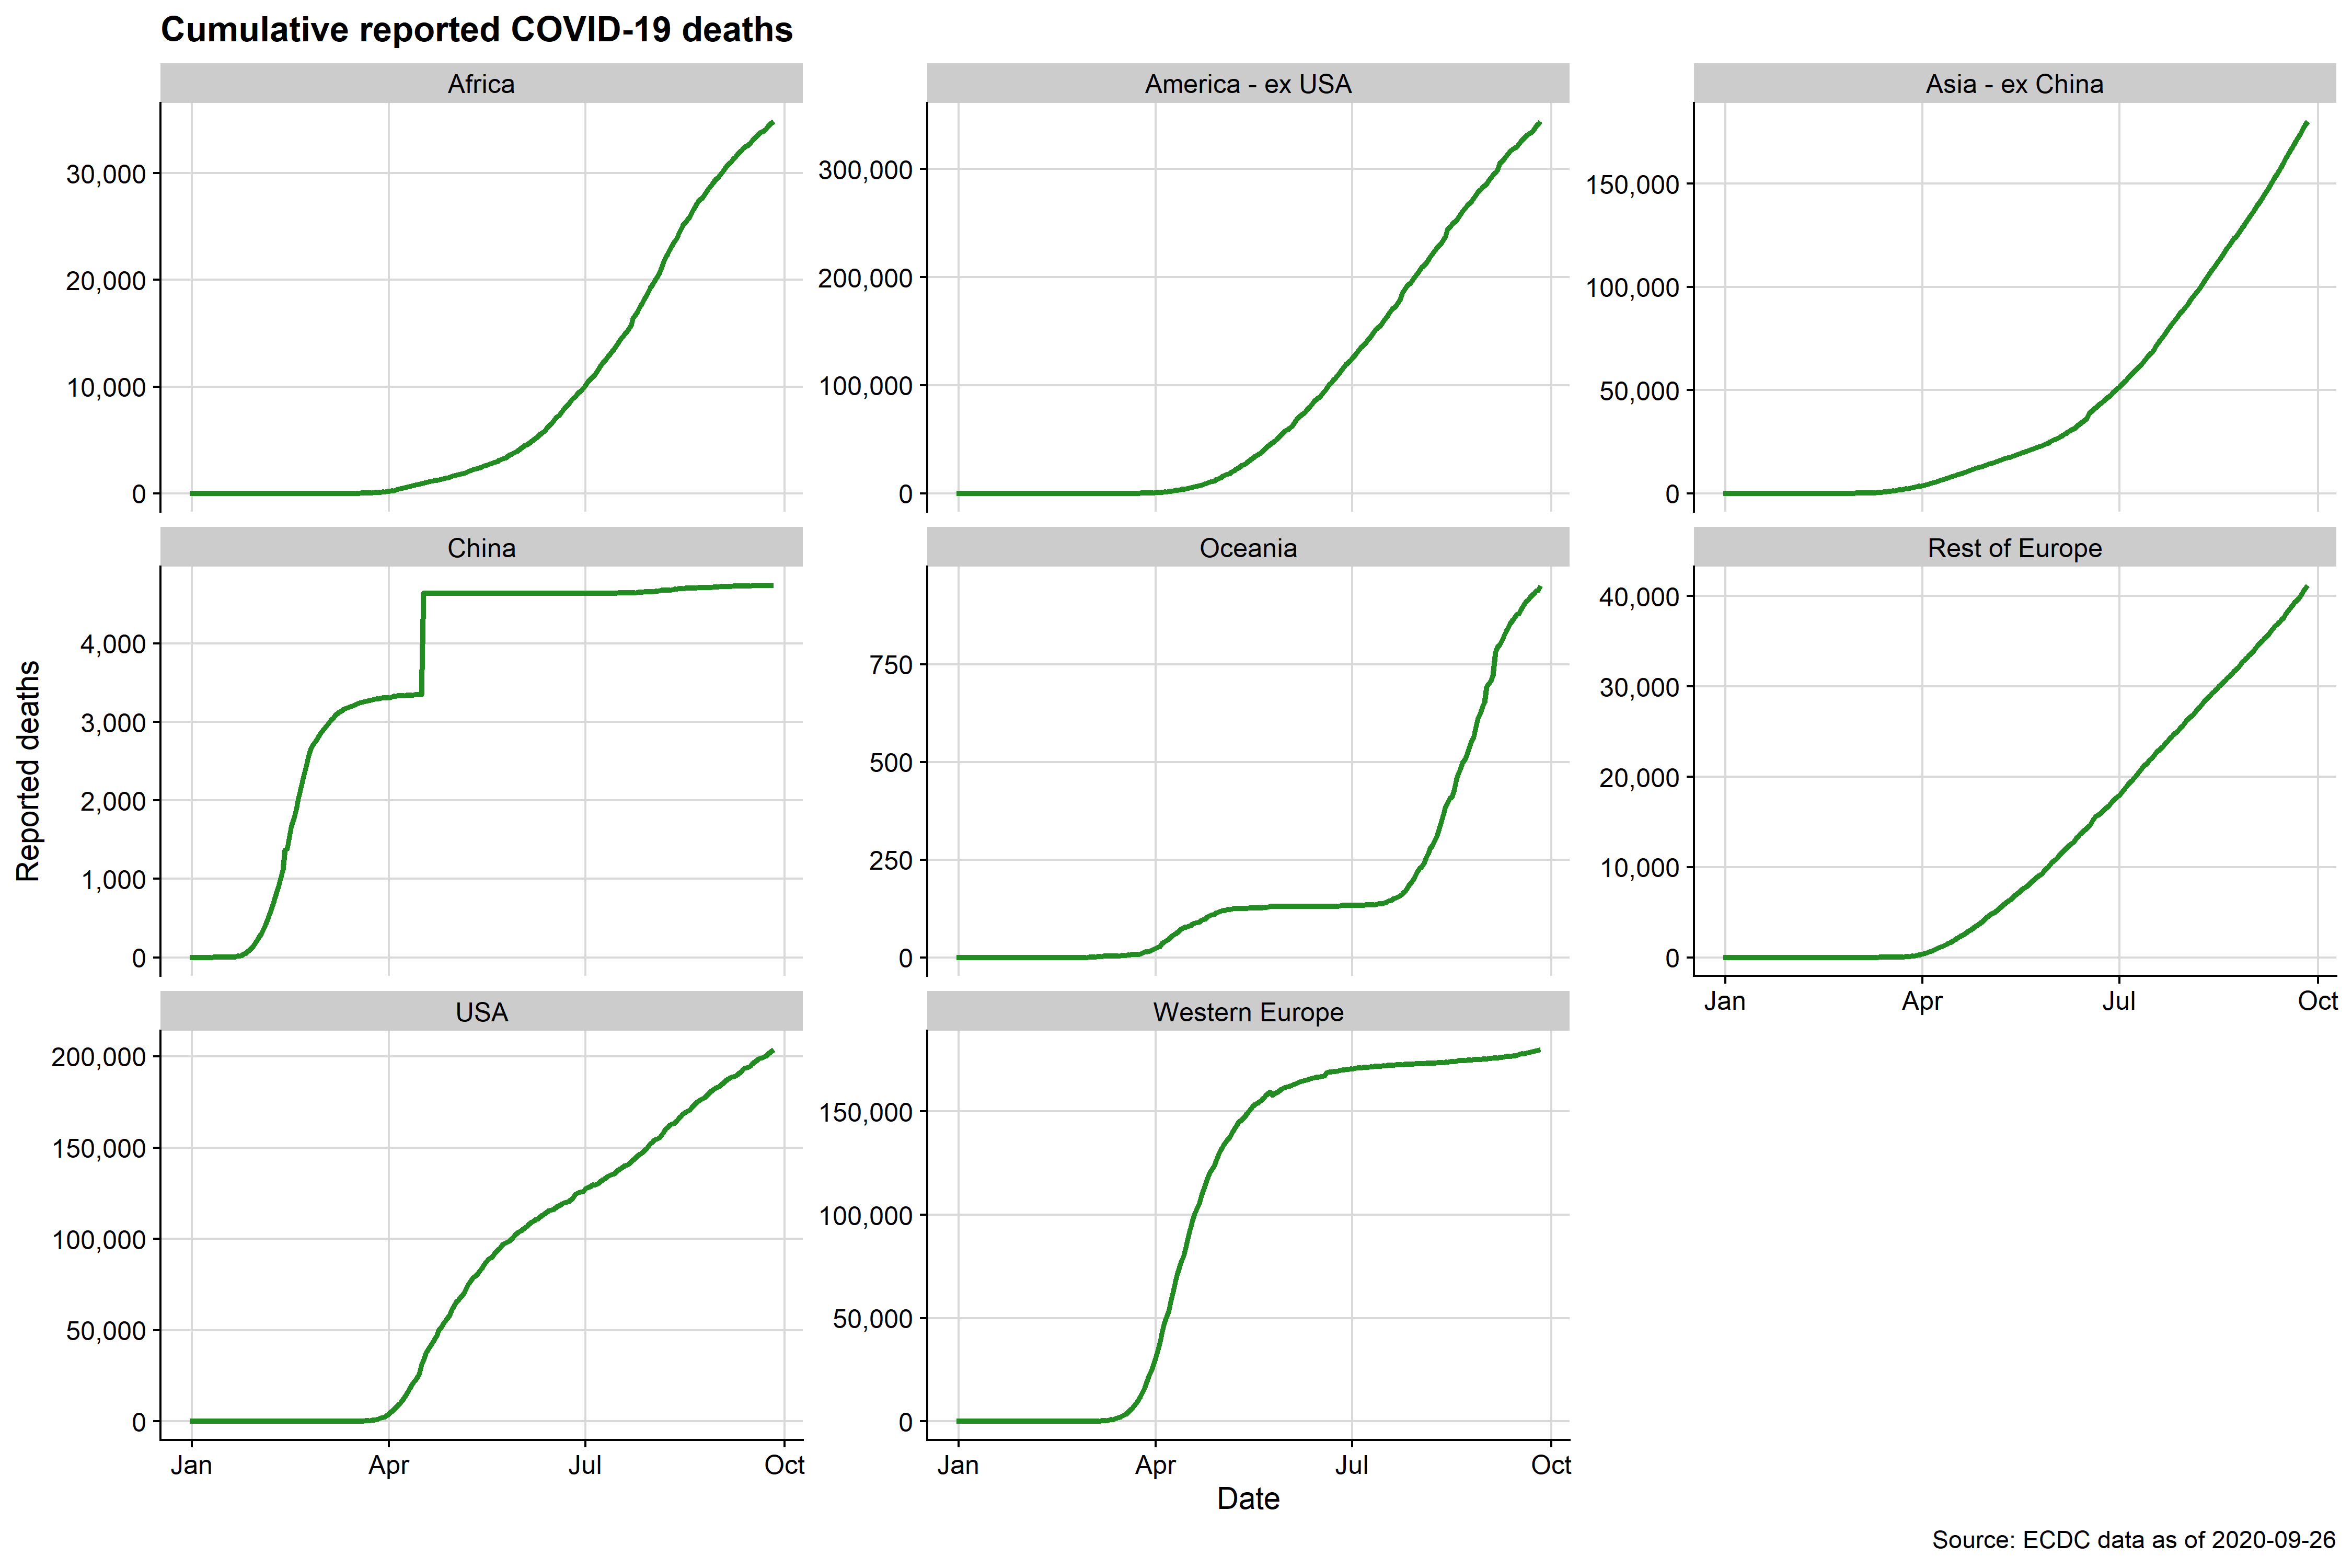 Cumulative reported COVID-19 deaths
Africa
30,000
20,000
10,000
0
America - ex USA
300,000
200,000
100,000
0
Asia - ex China
150,000
100,000
50,000
0
Reported deaths
China
4,000
3,000
2,000
1,000
0
Oceania
750
500
250
0
Rest of Europe
40,000
30,000
20,000
10,000
0
Jan Apr Jul Oct
USA
200,000
150,000
100,000
50,000
0
Jan Apr Jul Oct
Western Europe
150,000
100,000
50,000
0
Jan Apr Jul Oct
Date
Source: ECDC data as of 2020-09-26